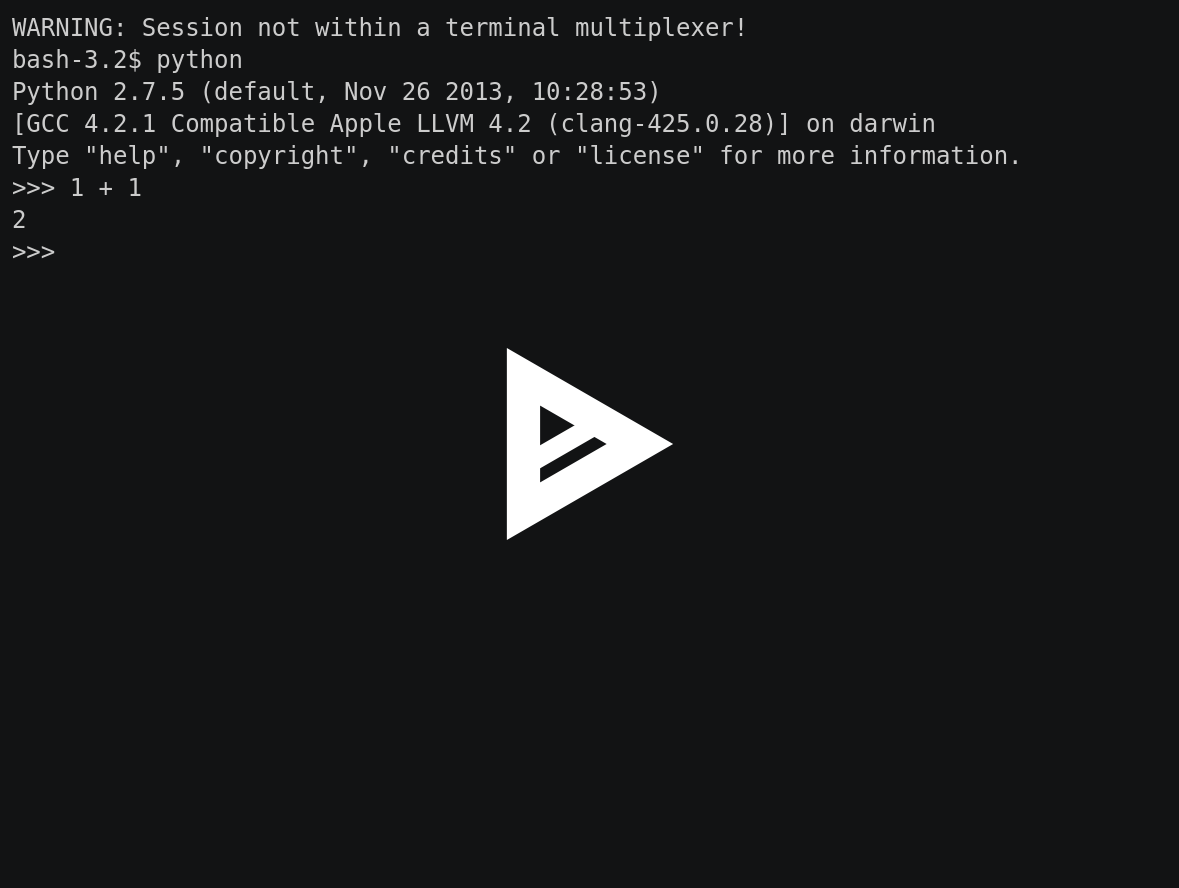 WARNING: Session not within a terminal multiplexer!
bash-3.2$ python
Python 2.7.5 (default, Nov 26 2013, 10:28:53)
[GCC 4.2.1 Compatible Apple LLVM 4.2 (clang-425.0.28)] on darwin
Type "help", "copyright", "credits" or "license" for more information.
>>> 1 + 1
2
>>>